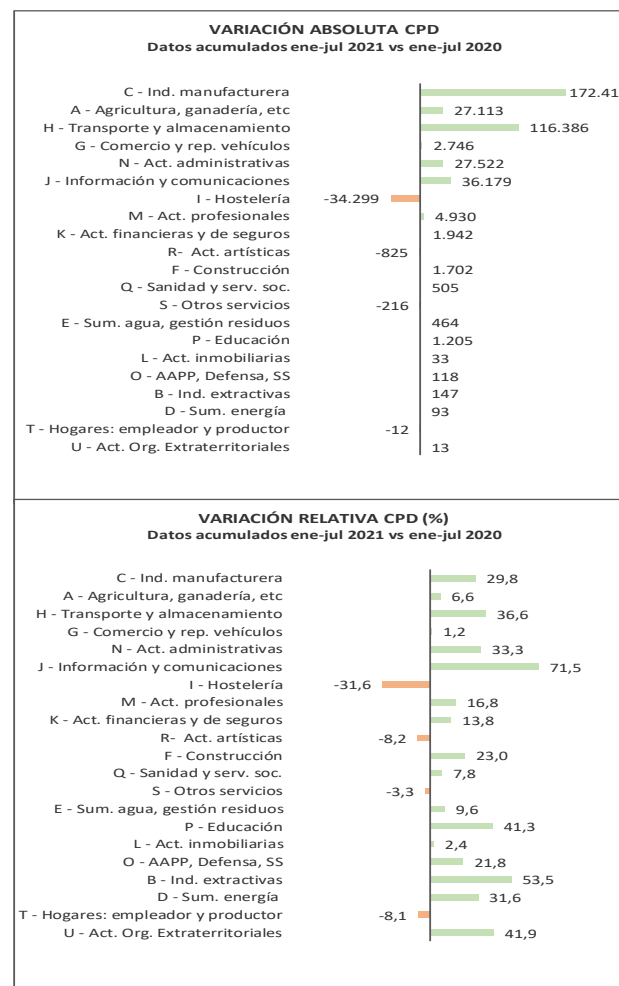 VARIACIÓN ABSOLUTA CPD
Datos acumulados ene-jul 2021 vs ene-jul 2020
C - Ind. manufacturera 172.41
A - Agricultura, ganadería, etc 27.113
H - Transporte y almacenamiento 116.386
G - Comercio y rep. vehículos 2.746
N - Act. administrativas 27.522
J - Información y comunicaciones 36.179
I - Hostelería -34.299
M - Act. profesionales 4.930
K - Act. financieras y de seguros 1.942
R- Act. artísticas -825
F - Construcción 1.702
Q - Sanidad y serv. soc. 505
S - Otros servicios -216
E - Sum. agua, gestión residuos 464
P - Educación 1.205
L - Act. inmobiliarias 33
O - AAPP, Defensa, SS 118
B - Ind. extractivas 147
D - Sum. energía 93
T - Hogares: empleador y productor -12
U - Act. Org. Extraterritoriales 13
VARIACIÓN RELATIVA CPD (%)
Datos acumulados ene-jul 2021 vs ene-jul 2020
C - Ind. manufacturera 29,8
A - Agricultura, ganadería, etc 6,6
H - Transporte y almacenamiento 36,6
G - Comercio y rep. vehículos 1,2
N - Act. administrativas 33,3
J - Información y comunicaciones 71,5
I - Hostelería -31,6
M - Act. profesionales 16,8
K - Act. financieras y de seguros 13,8
R- Act. artísticas -8,2
F - Construcción 23,0
Q - Sanidad y serv. soc. 7,8
S - Otros servicios -3,3
E - Sum. agua, gestión residuos 9,6
P - Educación 41,3
L - Act. inmobiliarias 2,4
O - AAPP, Defensa, SS 21,8
B - Ind. extractivas 53,5
D - Sum. energía 31,6
T - Hogares: empleador y productor -8,1
U - Act. Org. Extraterritoriales 41,9